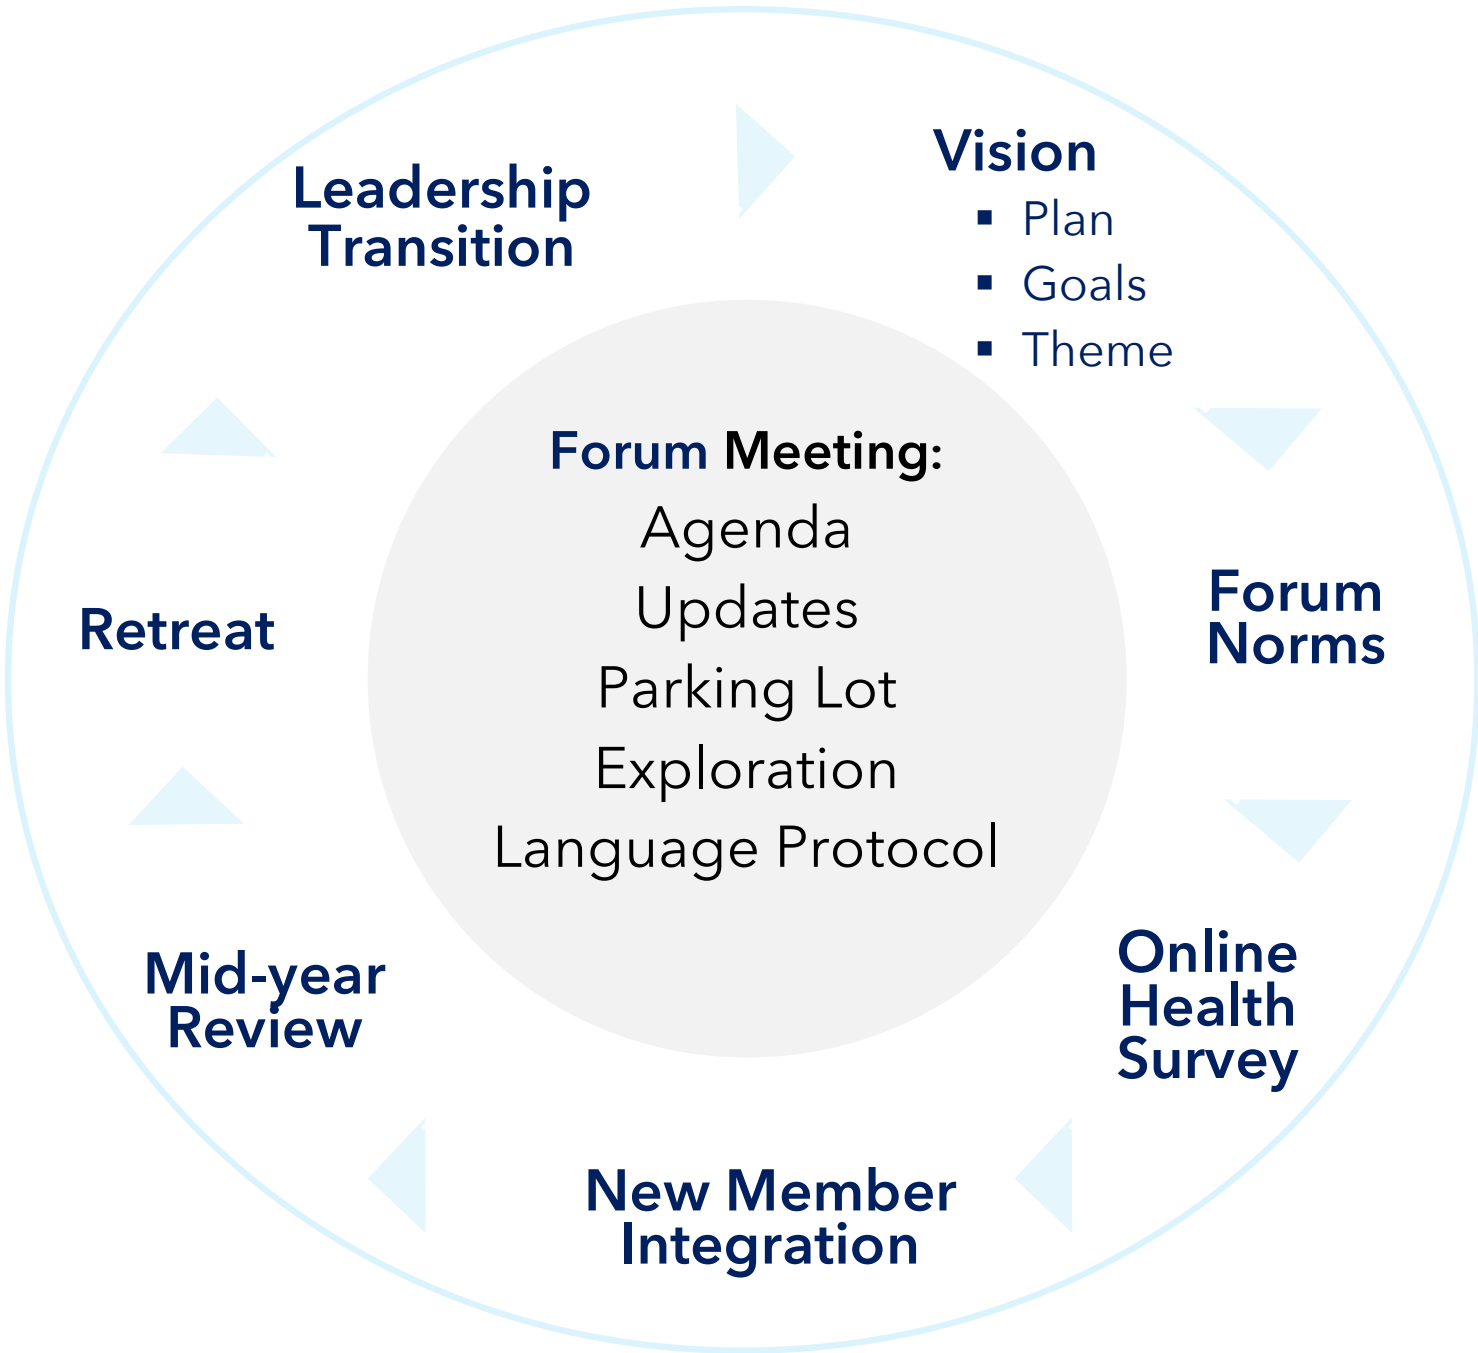 Leadership
Transition
Vision
▪ Plan
▪ Goals
▪ Theme
Forum
Norms
Online
Health
Survey
New Member
Integration
Mid-year
Review
Retreat
Forum Meeting:
Agenda
Updates
Parking Lot
Exploration
Language Protocol